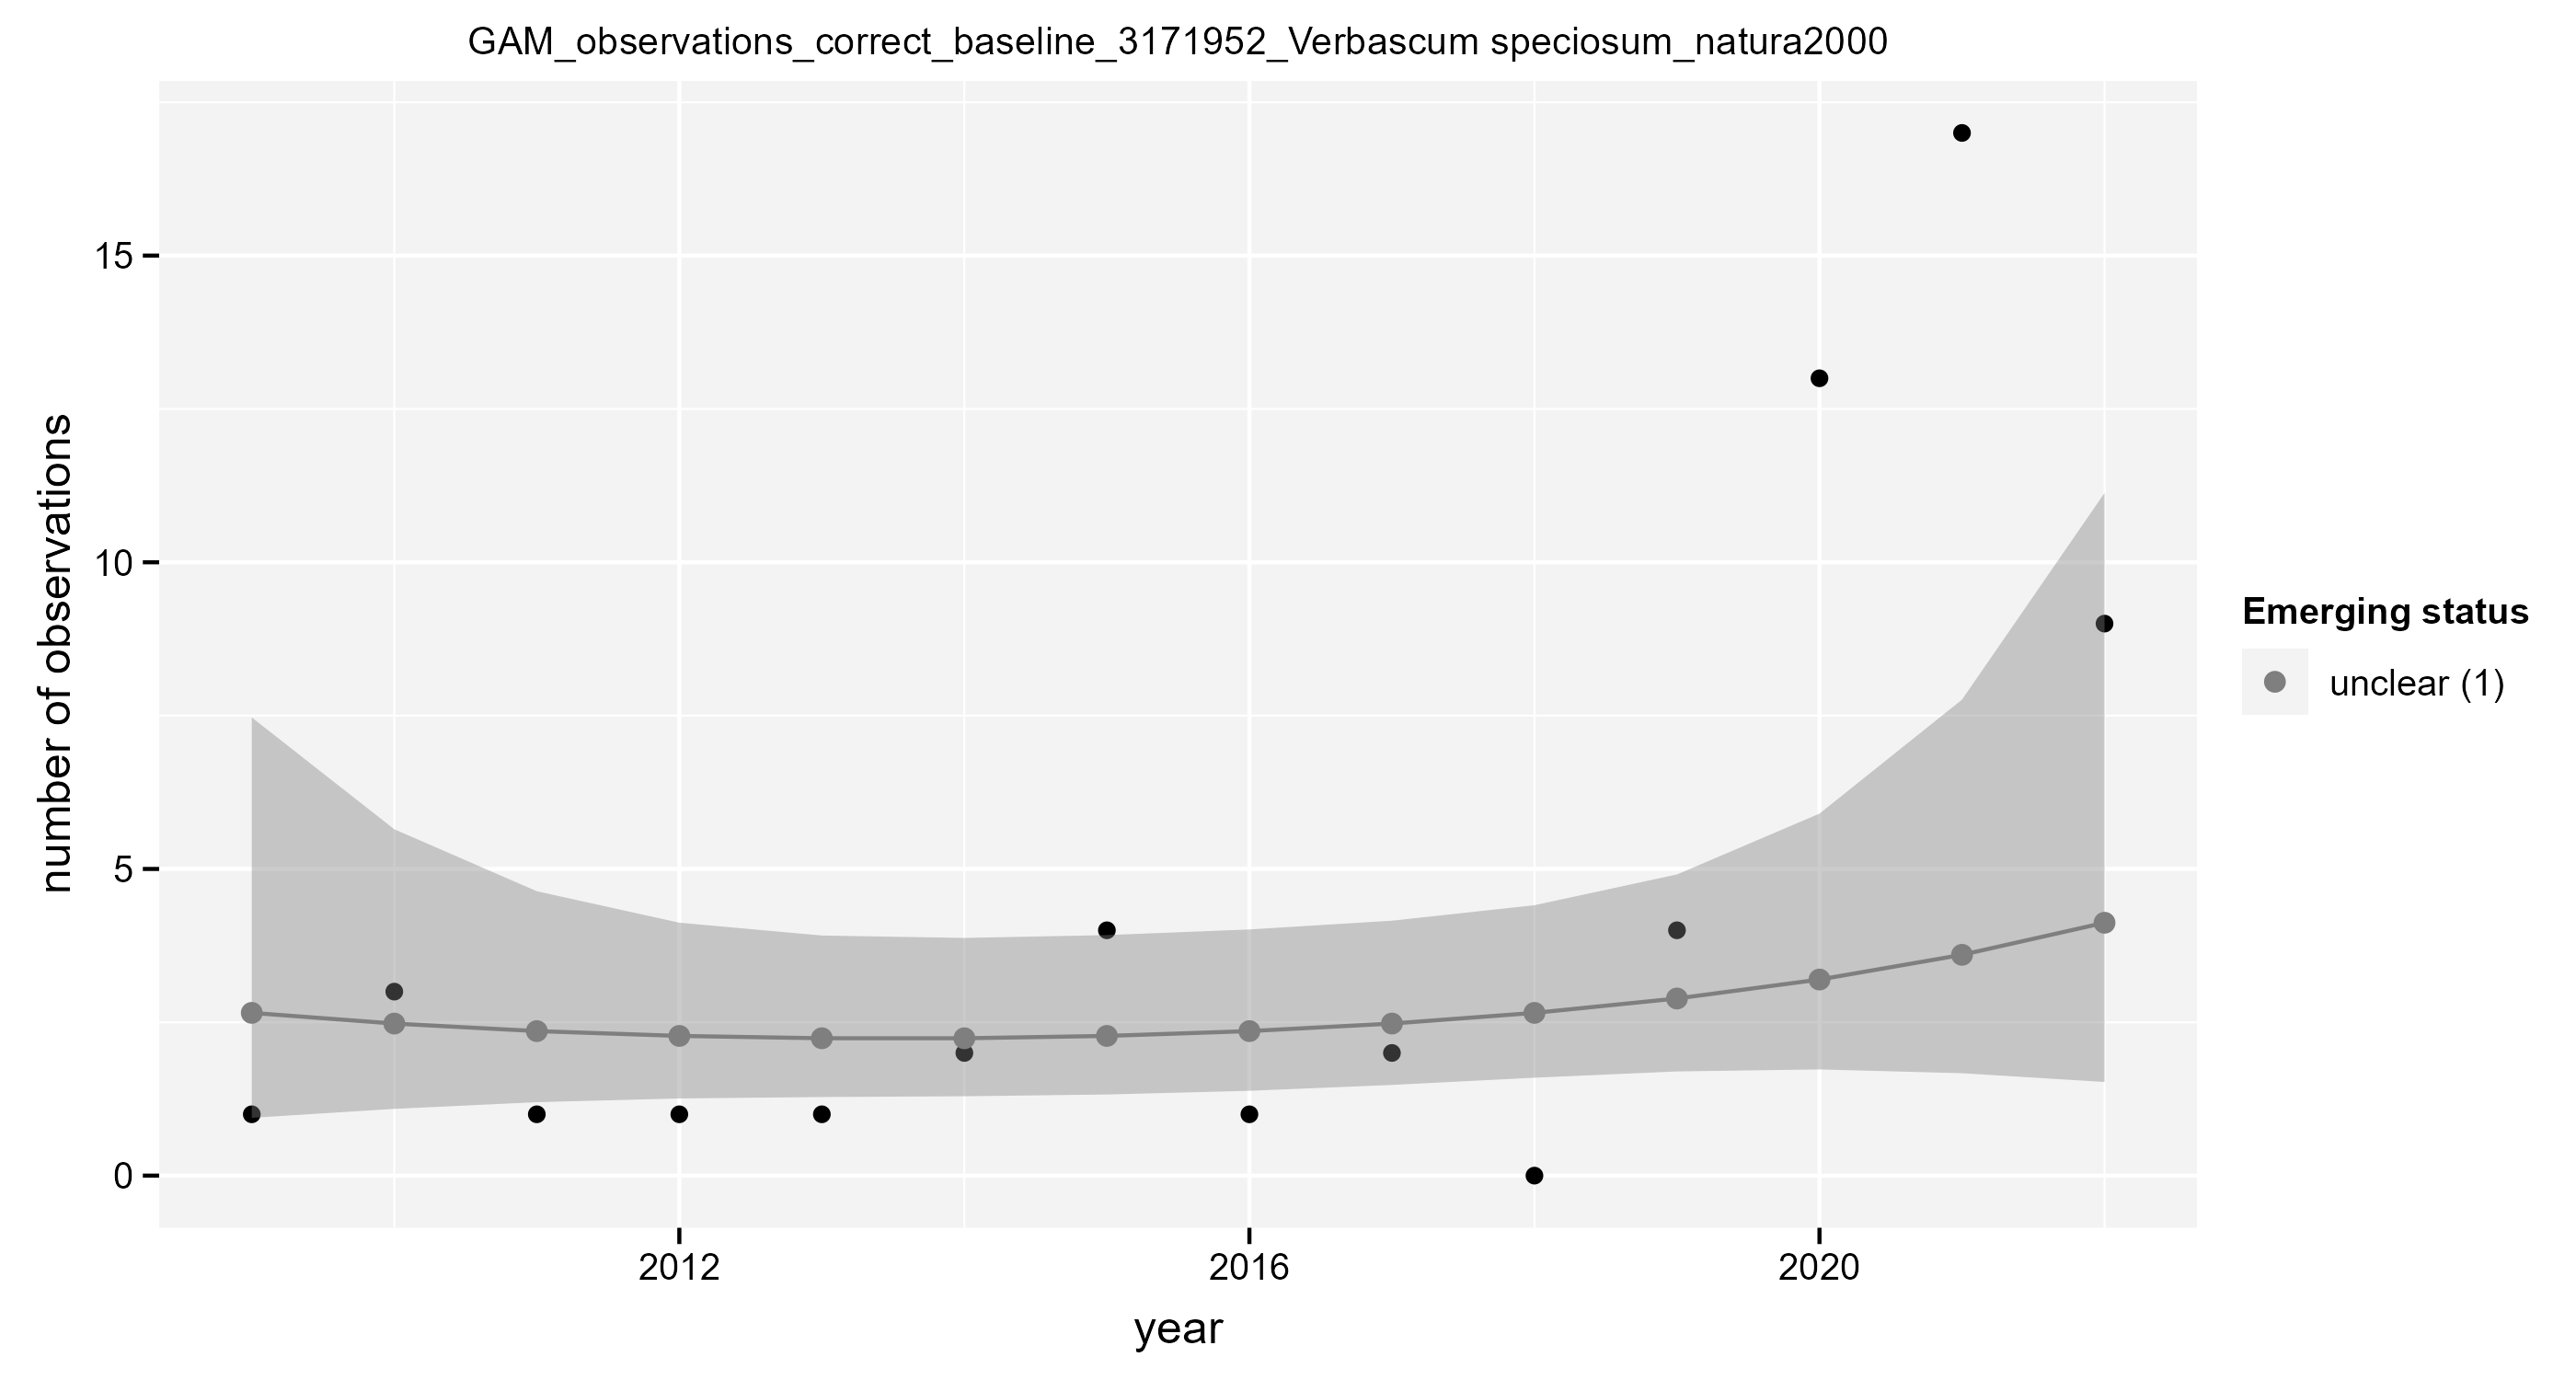 GAM_observations_correct_baseline_3171952_Verbascum speciosum_natura2000
number of observations
15
10
5
0
2012
2016
2020
year
Emerging status
unclear (1)